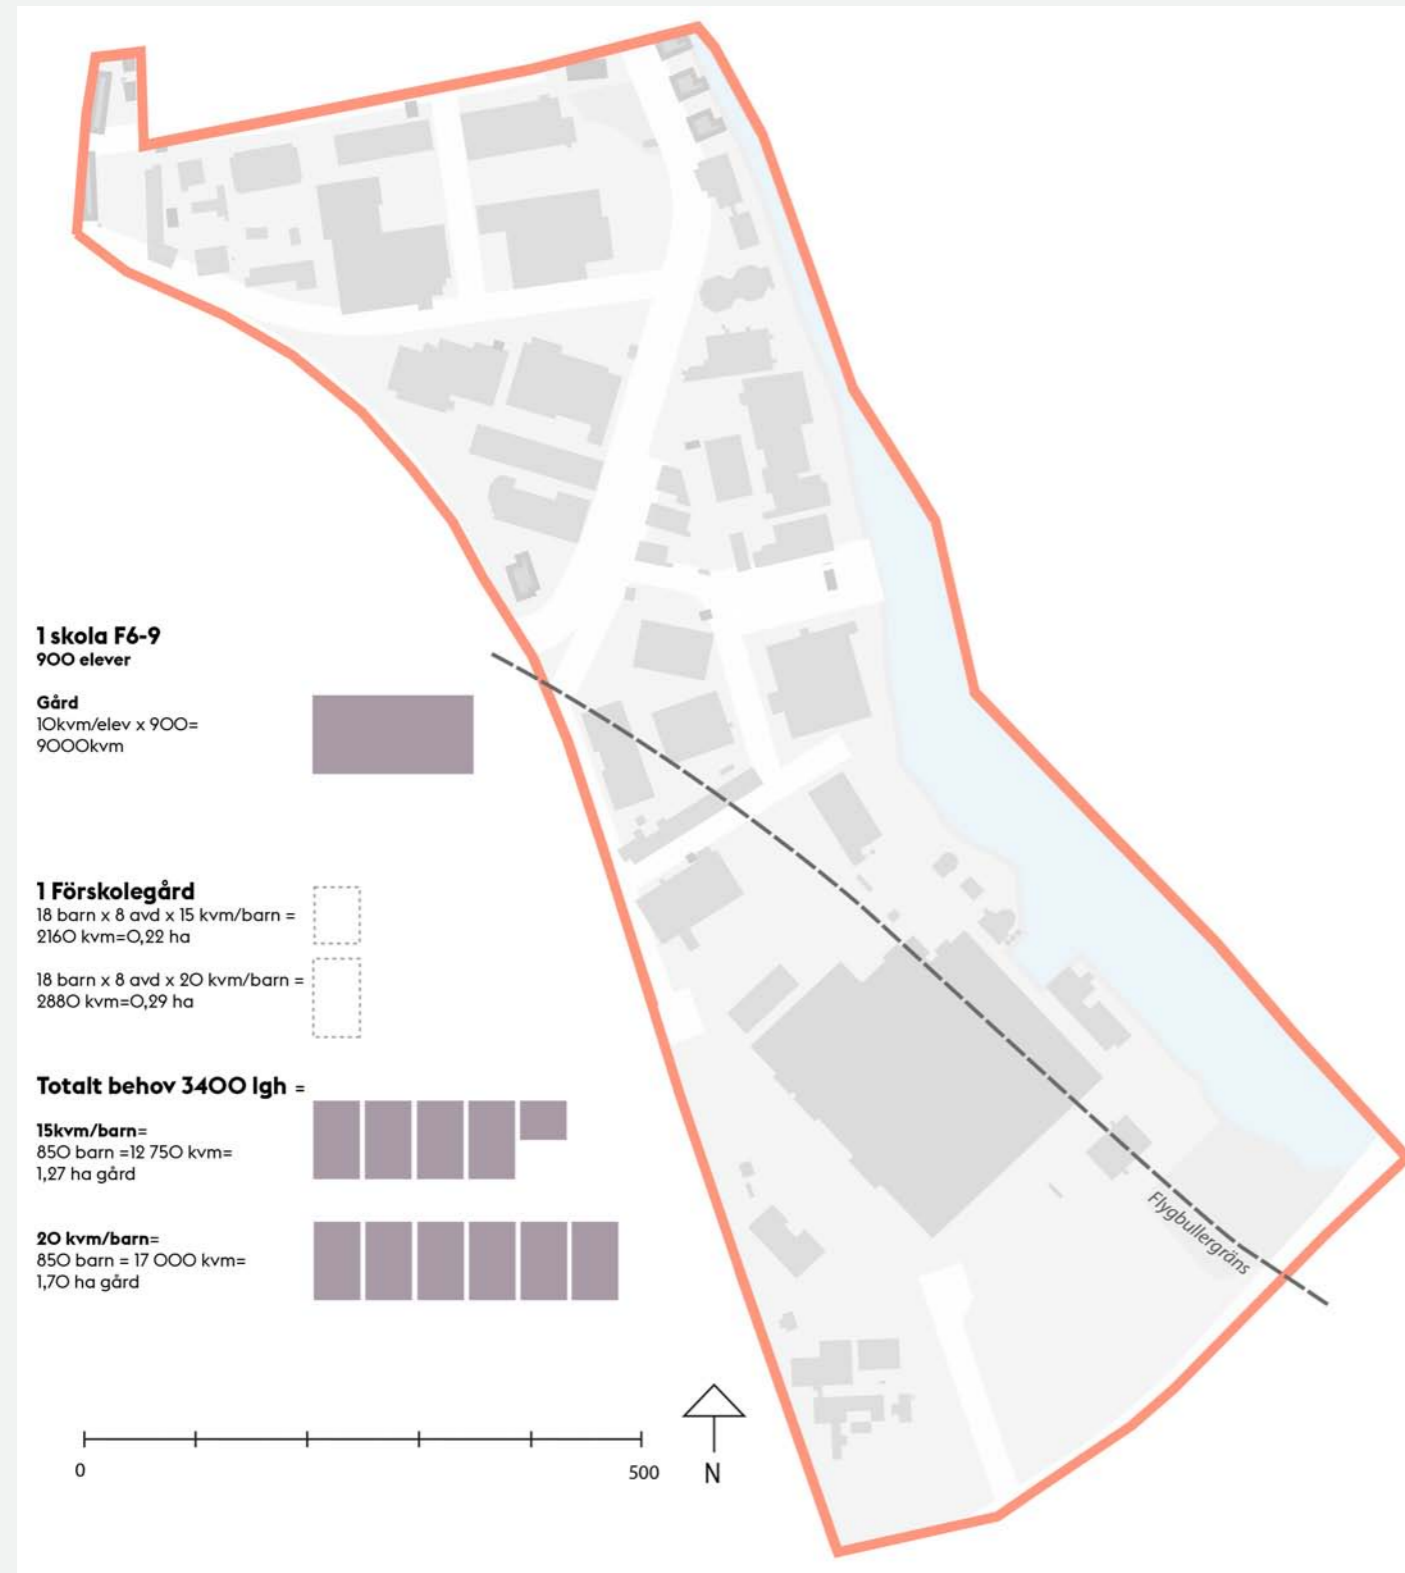 1 skola F6-9
900 elever
Gård
10kvm/elev x 900=
9000kvm
1 Förskolegård
18 barn x 8 avd x 15 kvm/barn =
2160 kvm=0,22 ha
18 barn x 8 avd x 20 kvm/barn =
2880 kvm=0,29 ha
Totalt behov 3400 lgh =
15kvm/barn=
850 barn =12 750 kvm=
1,27 ha gård
20 kvm/barn=
850 barn = 17 000 kvm=
1,70 ha gård
Flygbullergräns
0
500
N